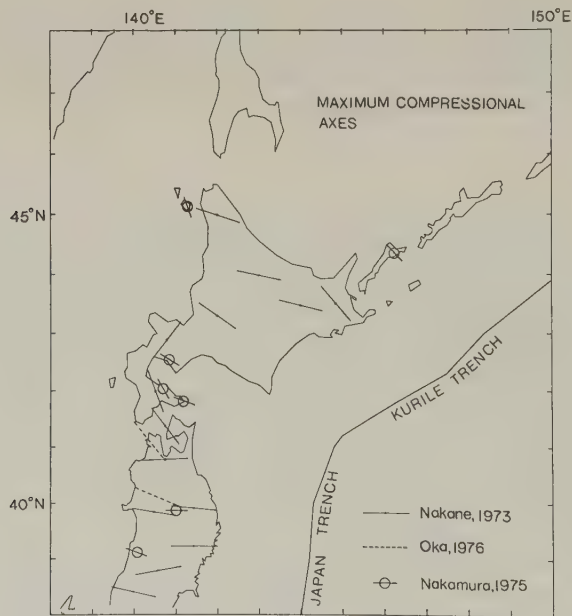 140°E
150°E
MAXIMUM COMPRESSIONAL
AXES
45°N
KURILE TRENCH
40°N
JAPAN TRENCH
Nakane, 1973
Oka, 1976
Nakamura, 1975